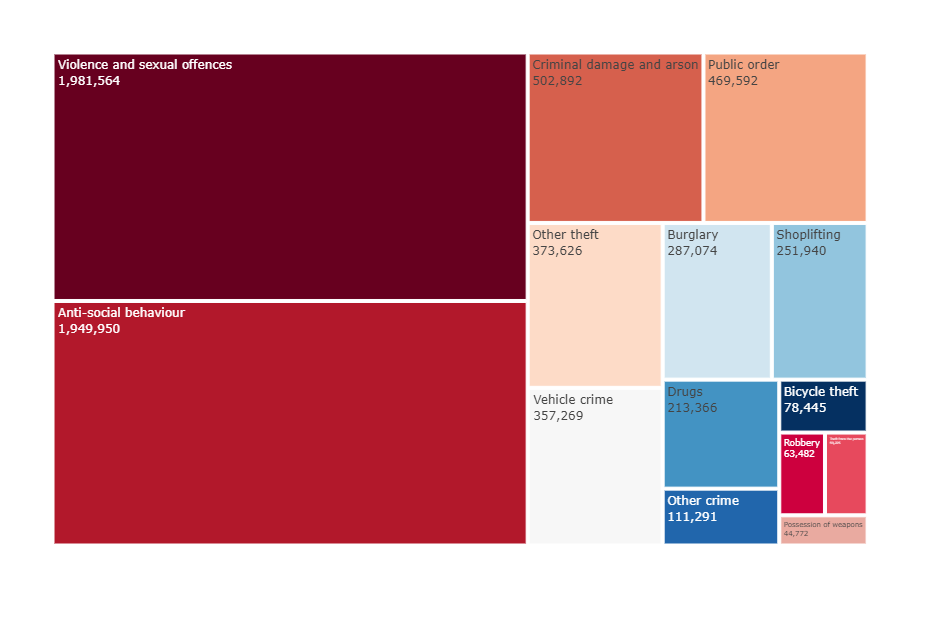 Violence and sexual offences
1,981,564
Criminal damage and arson
502,892
Public order
469,592
Other theft
373,626
Burglary
287,074
Shoplifting
251,940
Anti-social behaviour
1,949,950
Vehicle crime
357,269
Drugs
213,366
Bicycle theft
78,445
Robbery
63,482
Other crime
111,291
Possession of weapons
44,772